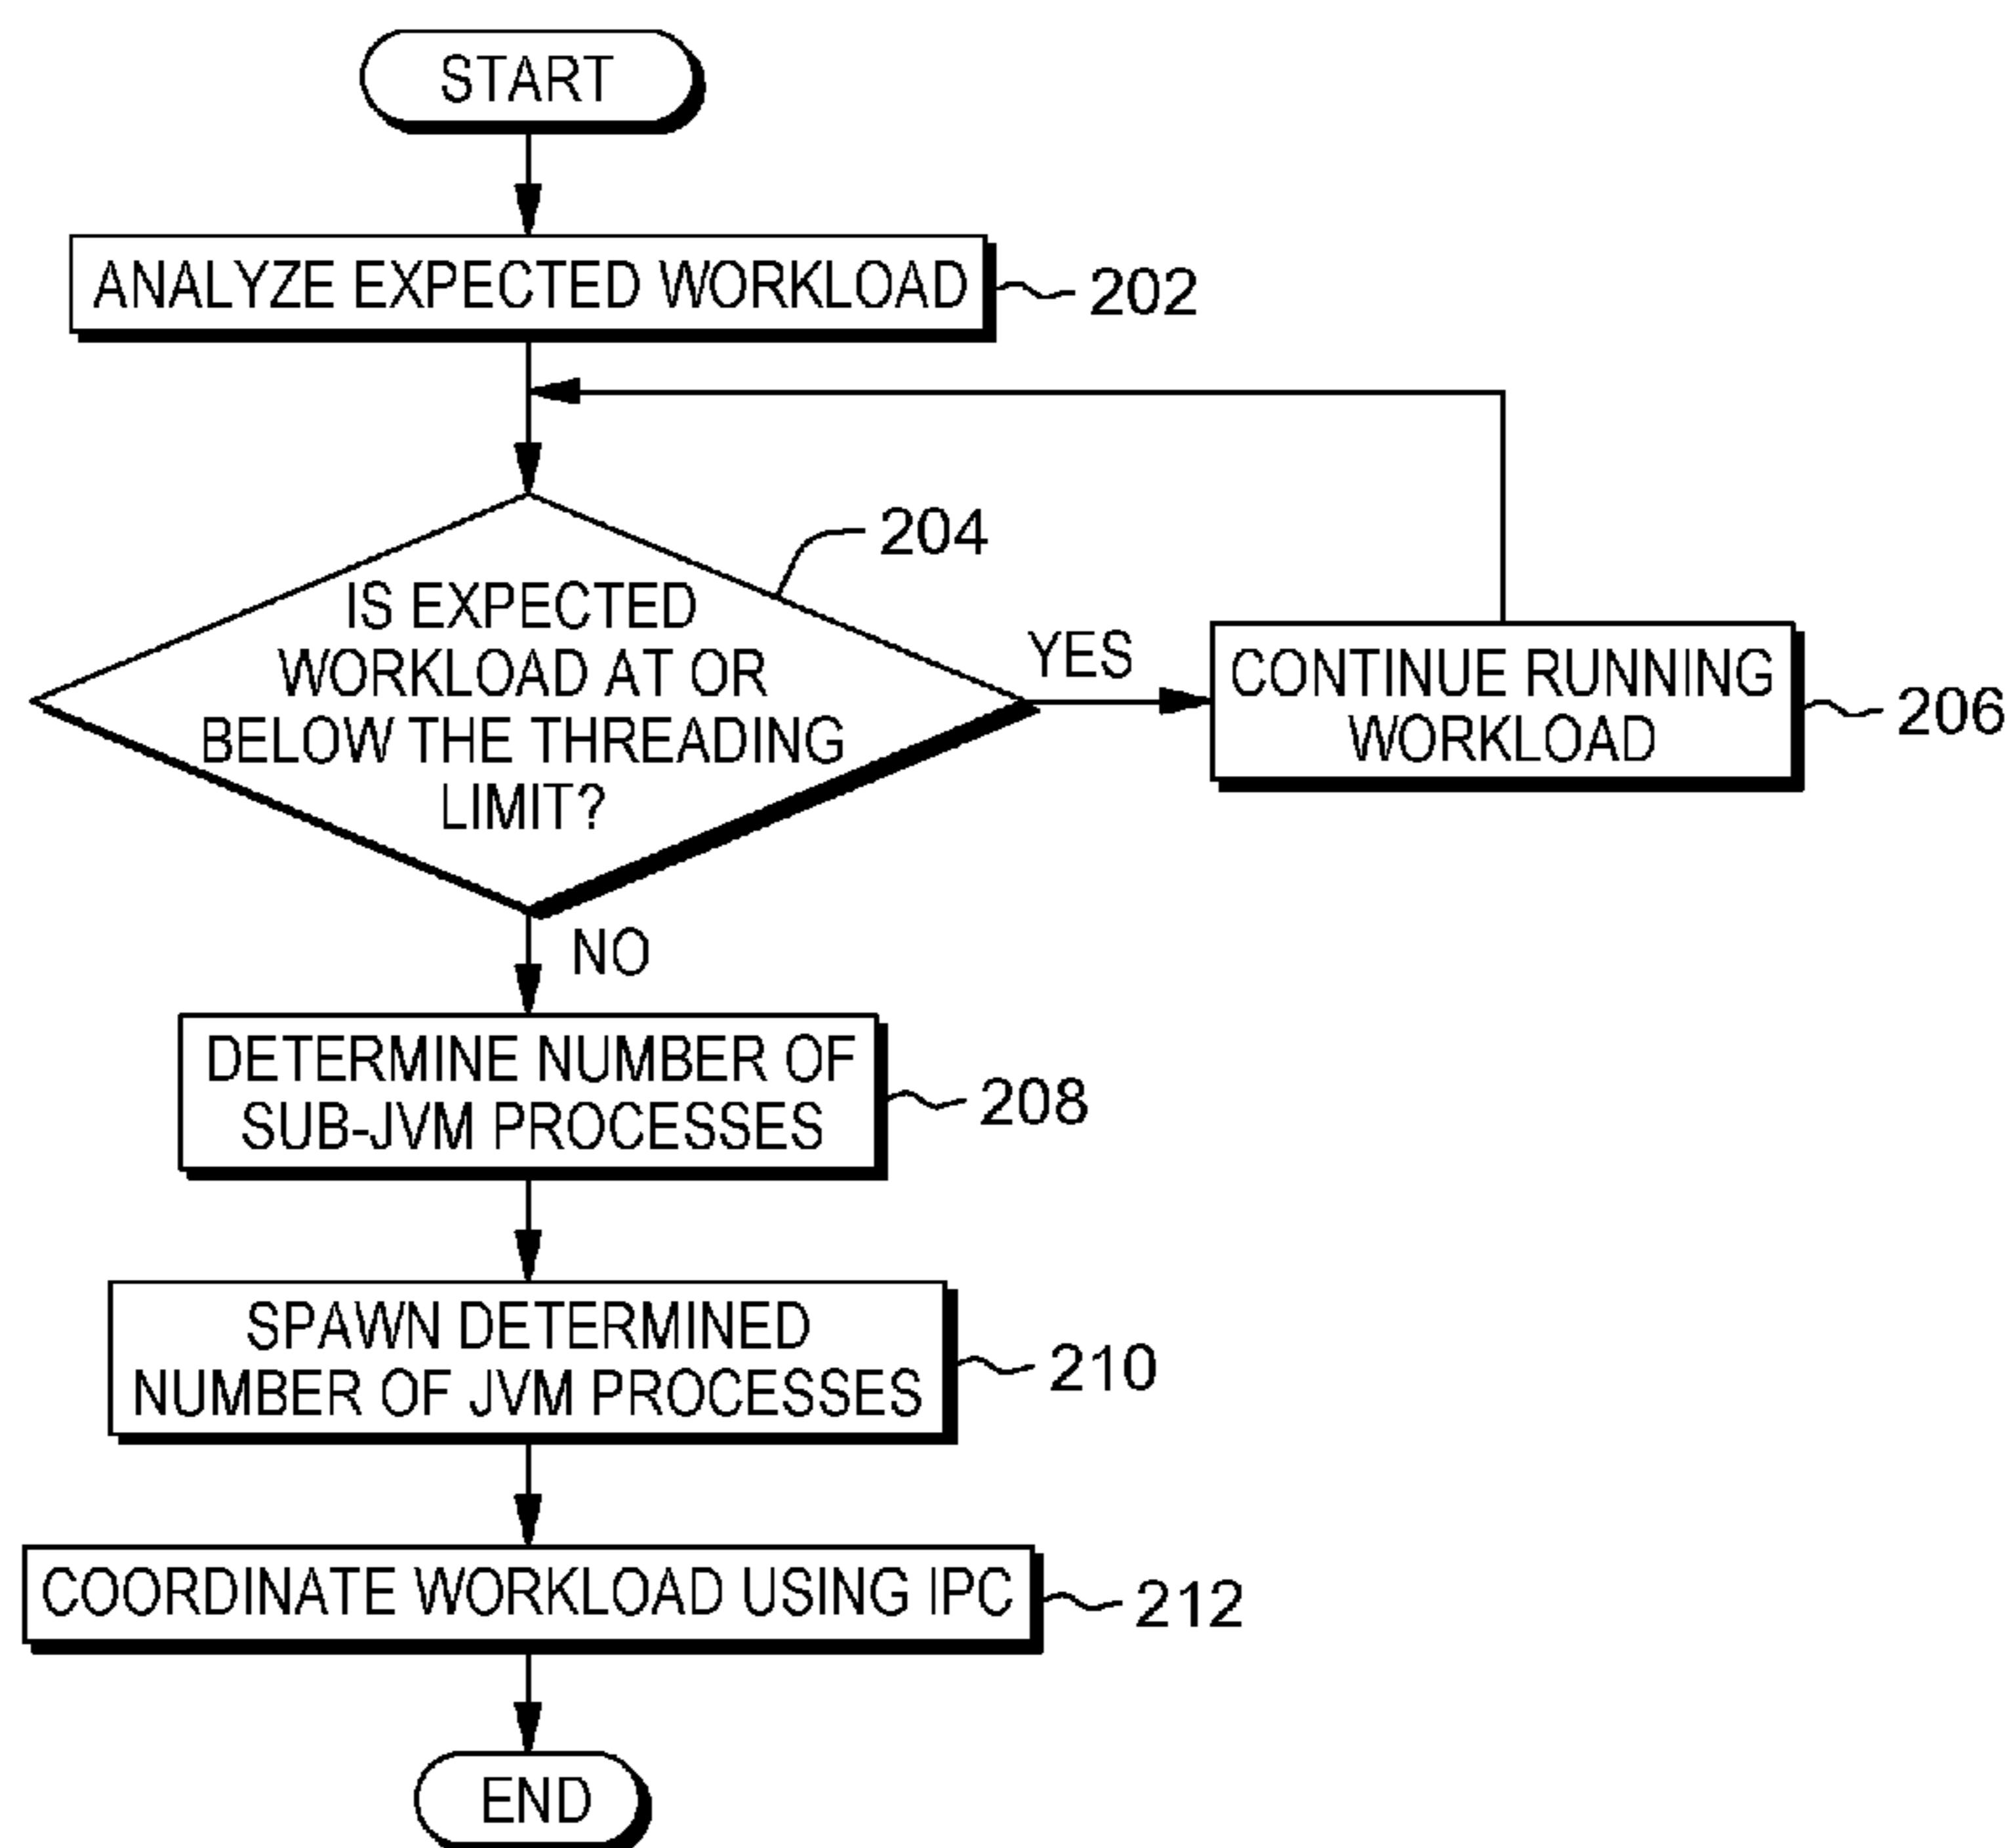 START
ANALYZE EXPECTED WORKLOAD
202
204
IS EXPECTED
WORKLOAD AT OR
BELOW THE THREADING
LIMIT?
YES
CONTINUE RUNNING
WORKLOAD
206
NO
DETERMINE NUMBER OF
SUB-JVM PROCESSES
208
SPAWN DETERMINED
NUMBER OF JVM PROCESSES
210
COORDINATE WORKLOAD USING IPC
212
END